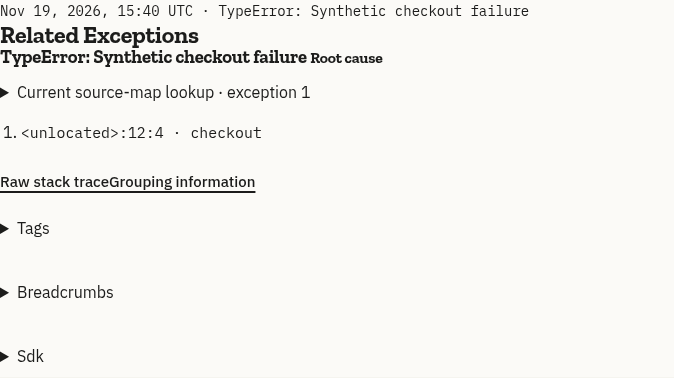 Nov 19, 2026, 15:40 UTC · TypeError: Synthetic checkout failure
Related Exceptions
TypeError: Synthetic checkout failure Root cause
Current source-map lookup · exception 1
1. <unlocated>:12:4 · checkout
Raw stack traceGrouping information
Tags
Breadcrumbs
Sdk